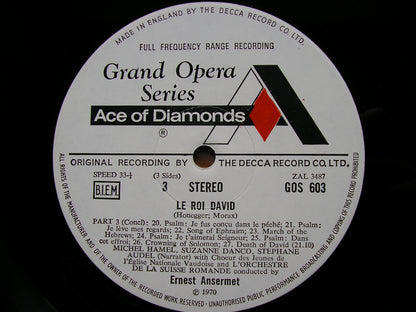 MADE IN ENGLAND BY THE DECCA RECORD CO. LTD.
FULL FREQUENCY RANGE RECORDING
Grand Opera
Series
Ace of Diamonds
®
ORIGINAL RECORDING BY THE DECCA RECORD CO. LTD.
SPEED 33⅓ (3 Sides) ZAL 3487
B.I.E.M. 3 STEREO GOS 603
LE ROI DAVID
(Honegger; Morax)
PART 3 (Concl): 20. Psalm: Je fus conçu dans le péché; 21. Psalm:
Je lève mes regards; 22. Song of Ephraim; 23. March of the
Hebrews; 24. Psalm: Je t'aimerai Seigneur; 25. Psalm: Dans
cet effroi; 26. Crowning of Solomon; 27. Death of David (21.10)
MICHEL HAMEL, SUZANNE DANCO, STEPHANE
AUDEL (Narrator) with Choeur des Jeunes de
l'Église Nationale Vaudoise and L'ORCHESTRE
DE LA SUISSE ROMANDE conducted by
Ernest Ansermet
℗ 1970
ALL RIGHTS OF THE MANUFACTURER AND OF THE OWNER OF THE RECORDED WORK RESERVED · UNAUTHORISED PUBLIC PERFORMANCE BROADCASTING AND COPYING OF THIS RECORD PROHIBITED